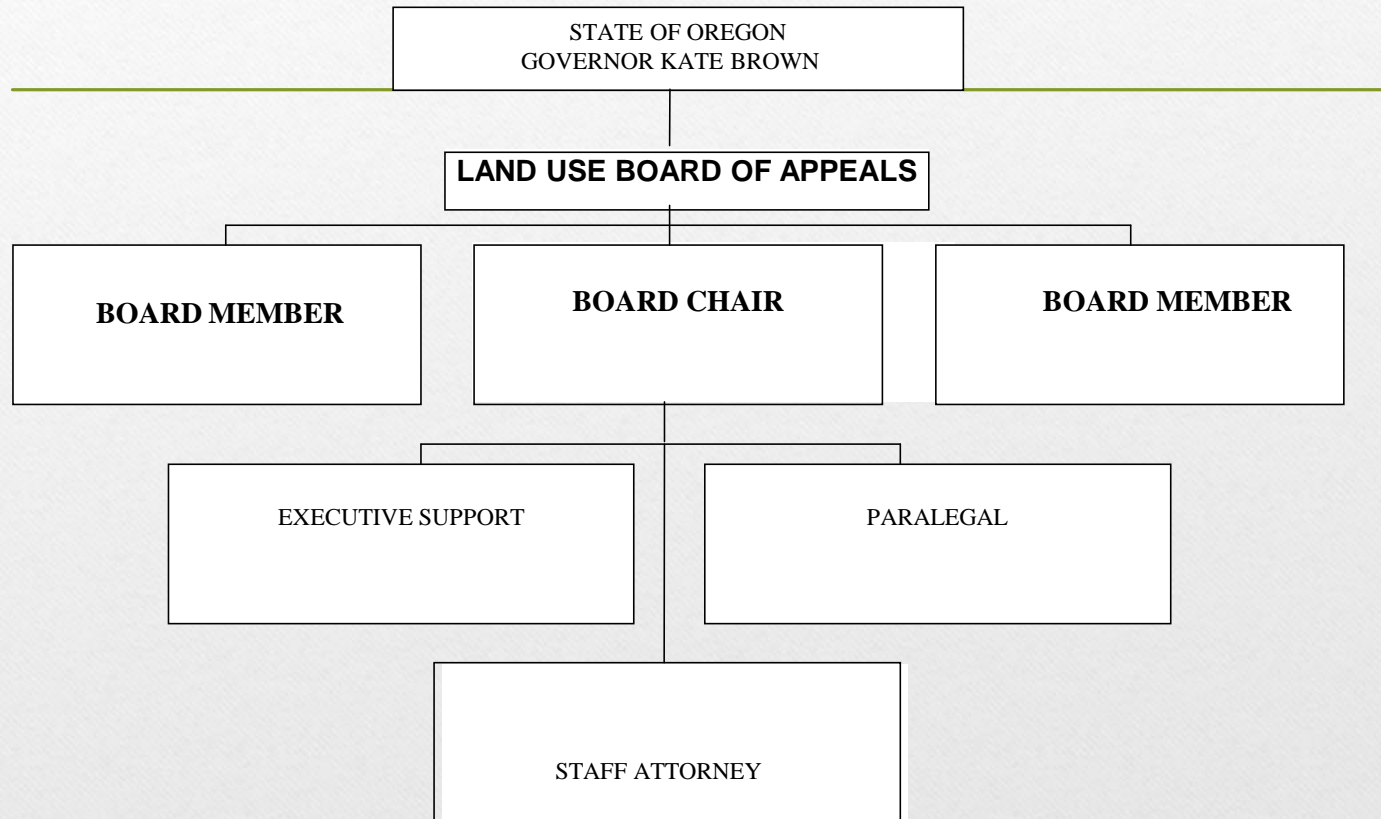 STATE OF OREGON
GOVERNOR KATE BROWN
LAND USE BOARD OF APPEALS
BOARD MEMBER
BOARD CHAIR
BOARD MEMBER
EXECUTIVE SUPPORT
PARALEGAL
STAFF ATTORNEY